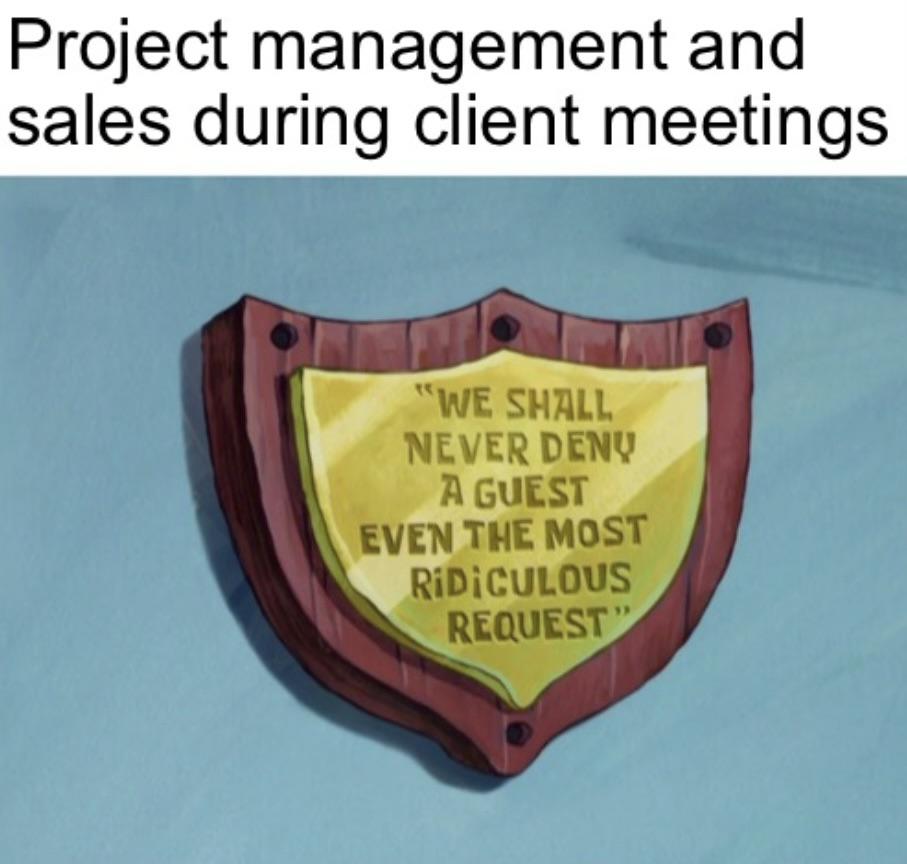 Project management and
sales during client meetings
“WE SHALL
NEVER DENY
A GUEST
EVEN THE MOST
RiDiCULOUS
REQUEST”